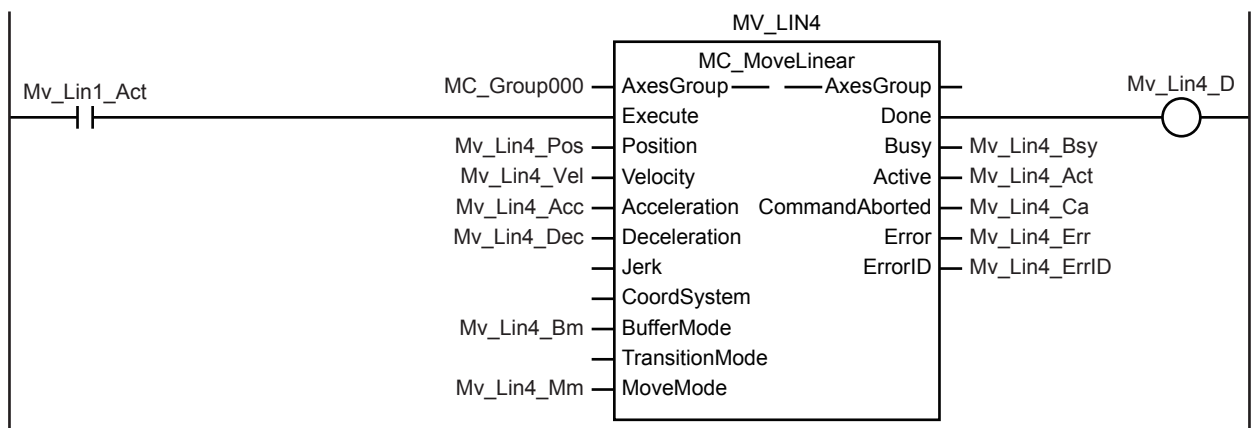 MV_LIN4
MC_MoveLinear
Mv_Lin1_Act
MC_Group000 AxesGroup AxesGroup Mv_Lin4_D
Execute Done
Mv_Lin4_Pos Position Busy Mv_Lin4_Bsy
Mv_Lin4_Vel Velocity Active Mv_Lin4_Act
Mv_Lin4_Acc Acceleration CommandAborted Mv_Lin4_Ca
Mv_Lin4_Dec Deceleration Error Mv_Lin4_Err
Jerk ErrorID Mv_Lin4_ErrID
CoordSystem
Mv_Lin4_Bm BufferMode
TransitionMode
Mv_Lin4_Mm MoveMode